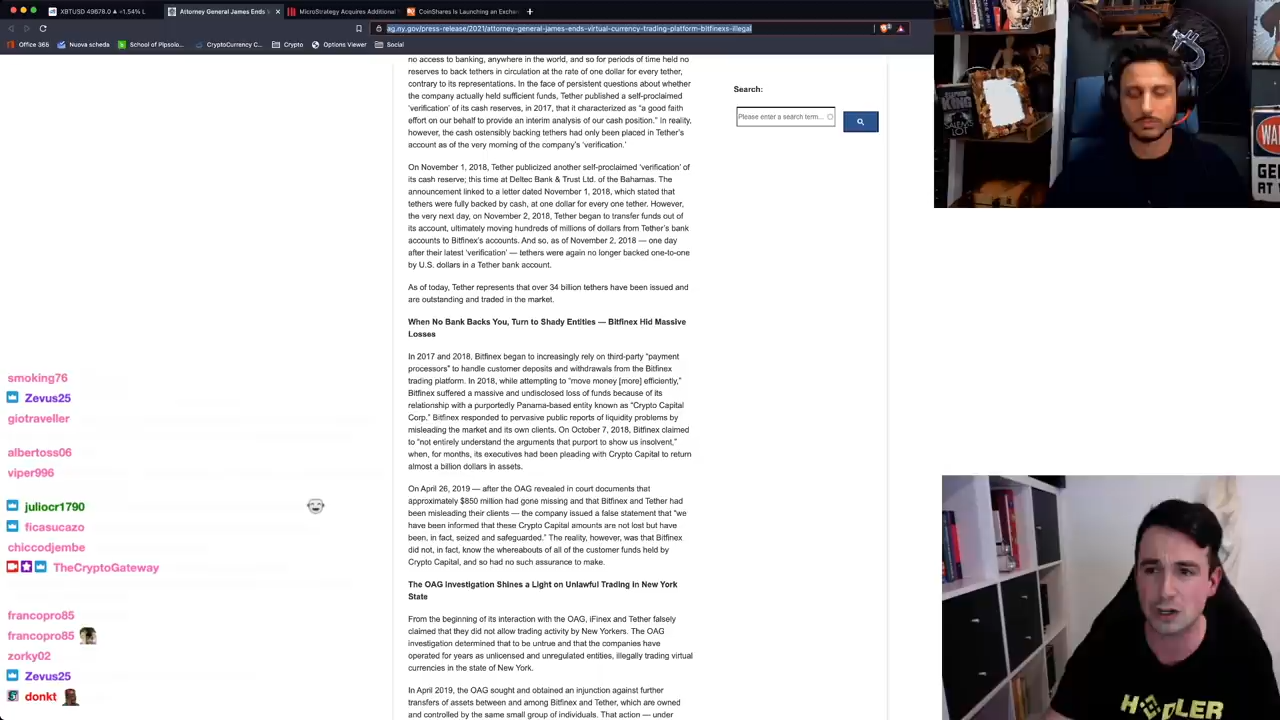 XBTUSD 49678.0 ▲ +1.54% L
Attorney General James Ends V
MicroStrategy Acquires Additional
CoinShares Is Launching an Exchan
ag.ny.gov/press-release/2021/attorney-general-james-ends-virtual-currency-trading-platform-bitfinexs-illegal
Office 365
Nuova scheda
School of Pipsolo...
CryptoCurrency C...
Crypto
Options Viewer
Social
no access to banking, anywhere in the world, and so for periods of time held no
reserves to back tethers in circulation at the rate of one dollar for every tether,
contrary to its representations. In the face of persistent questions about whether
the company actually held sufficient funds, Tether published a self-proclaimed
‘verification’ of its cash reserves, in 2017, that it characterized as “a good faith
effort on our behalf to provide an interim analysis of our cash position.” In reality,
however, the cash ostensibly backing tethers had only been placed in Tether’s
account as of the very morning of the company’s ‘verification.’
On November 1, 2018, Tether publicized another self-proclaimed ‘verification’ of
its cash reserve; this time at Deltec Bank & Trust Ltd. of the Bahamas. The
announcement linked to a letter dated November 1, 2018, which stated that
tethers were fully backed by cash, at one dollar for every one tether. However,
the very next day, on November 2, 2018, Tether began to transfer funds out of
its account, ultimately moving hundreds of millions of dollars from Tether’s bank
accounts to Bitfinex’s accounts. And so, as of November 2, 2018 — one day
after their latest ‘verification’ — tethers were again no longer backed one-to-one
by U.S. dollars in a Tether bank account.
As of today, Tether represents that over 34 billion tethers have been issued and
are outstanding and traded in the market.
When No Bank Backs You, Turn to Shady Entities — Bitfinex Hid Massive
Losses
In 2017 and 2018, Bitfinex began to increasingly rely on third-party “payment
processors” to handle customer deposits and withdrawals from the Bitfinex
trading platform. In 2018, while attempting to “move money [more] efficiently,”
Bitfinex suffered a massive and undisclosed loss of funds because of its
relationship with a purportedly Panama-based entity known as “Crypto Capital
Corp.” Bitfinex responded to pervasive public reports of liquidity problems by
misleading the market and its own clients. On October 7, 2018, Bitfinex claimed
to “not entirely understand the arguments that purport to show us insolvent,”
when, for months, its executives had been pleading with Crypto Capital to return
almost a billion dollars in assets.
On April 26, 2019 — after the OAG revealed in court documents that
approximately $850 million had gone missing and that Bitfinex and Tether had
been misleading their clients — the company issued a false statement that “we
have been informed that these Crypto Capital amounts are not lost but have
been, in fact, seized and safeguarded.” The reality, however, was that Bitfinex
did not, in fact, know the whereabouts of all of the customer funds held by
Crypto Capital, and so had no such assurance to make.
The OAG Investigation Shines a Light on Unlawful Trading in New York
State
From the beginning of its interaction with the OAG, iFinex and Tether falsely
claimed that they did not allow trading activity by New Yorkers. The OAG
investigation determined that to be untrue and that the companies have
operated for years as unlicensed and unregulated entities, illegally trading virtual
currencies in the state of New York.
In April 2019, the OAG sought and obtained an injunction against further
transfers of assets between and among Bitfinex and Tether, which are owned
and controlled by the same small group of individuals. That action — under
Search:
Please enter a search term...
smoking76
Zevus25
giotraveller
albertoss06
viper996
juliocr1790
ficasucazo
chiccodjembe
TheCryptoGateway
francopro85
francopro85
zorky02
Zevus25
donkt
STEPHEN
KING
SALEM'S
LOT
WA
GE
AT
HODLER